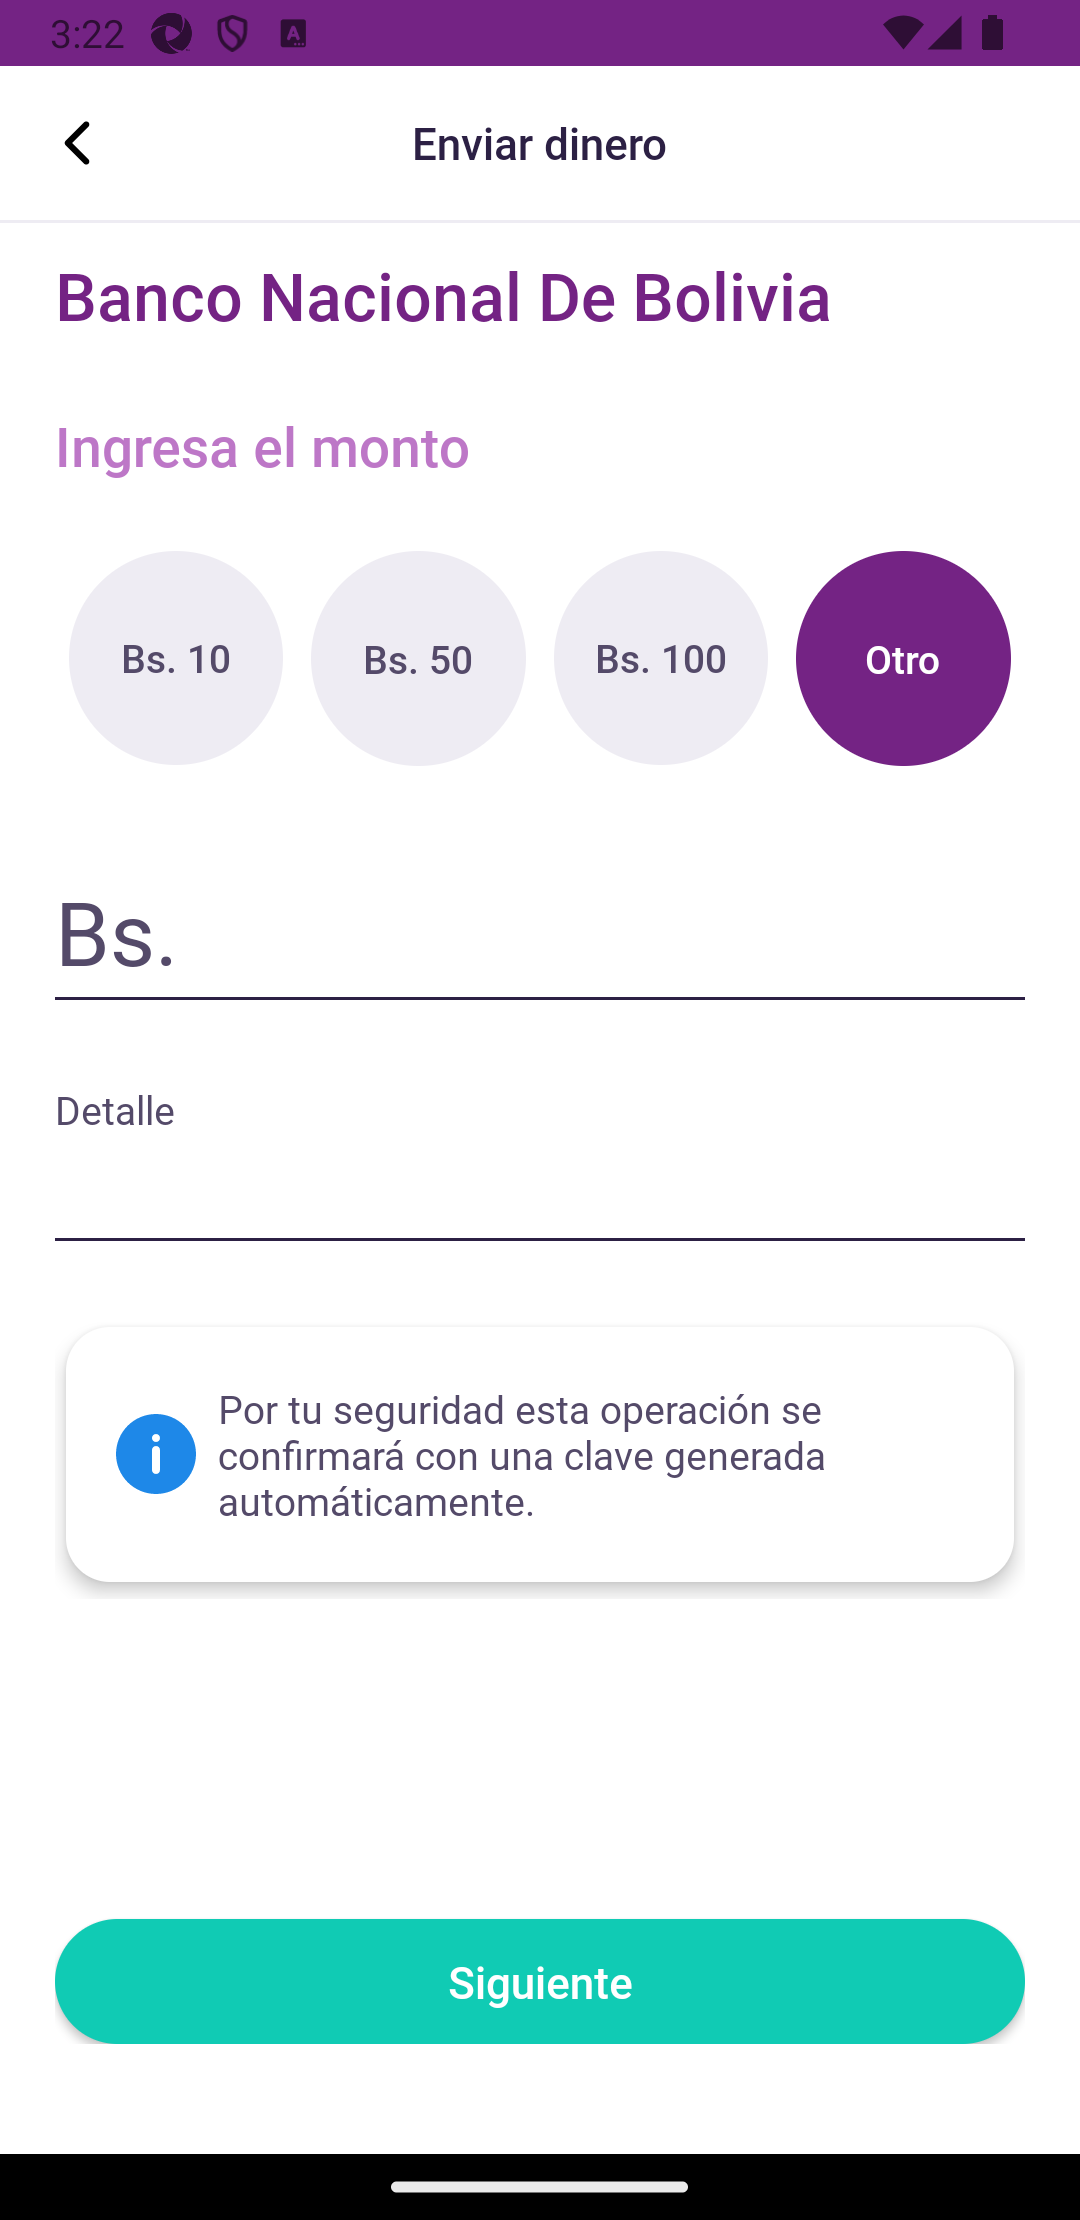 3:22
Enviar dinero
Banco Nacional De Bolivia
Ingresa el monto
Bs. 10
Bs. 50
Bs. 100
Otro
Bs.
Detalle
Por tu seguridad esta operación se
confirmará con una clave generada
automáticamente.
Siguiente